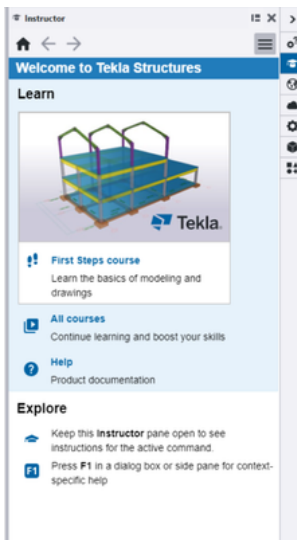 Instructor
Welcome to Tekla Structures
Learn
Tekla
First Steps course
Learn the basics of modeling and
drawings
All courses
Continue learning and boost your skills
Help
Product documentation
Explore
Keep this Instructor pane open to see
instructions for the active command.
F1 Press F1 in a dialog box or side pane for context-
specific help